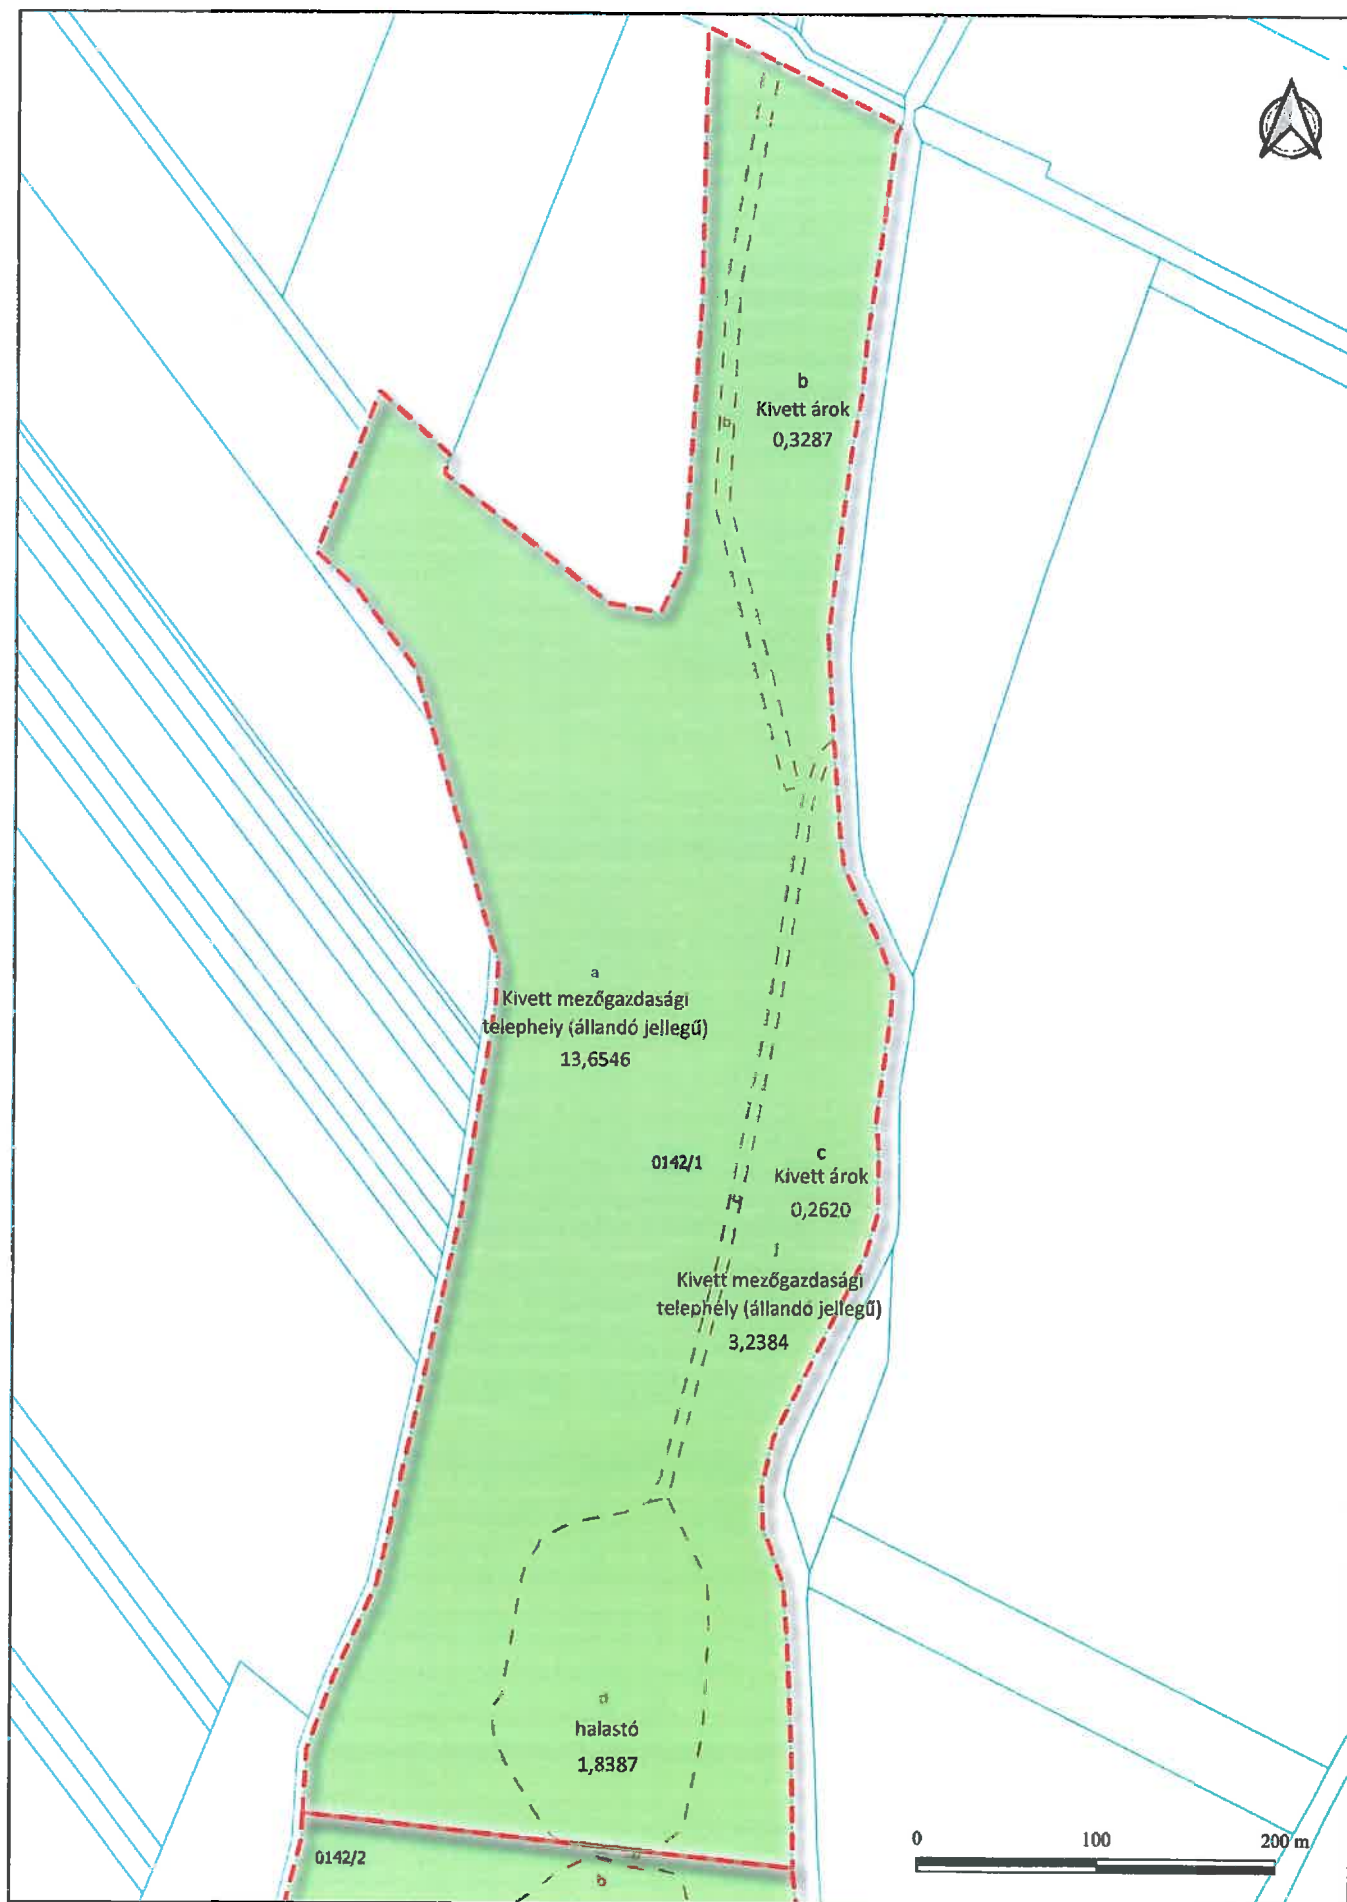 b
Kivett árok
0,3287
b
a
Kivett mezőgazdasági
telephely (állandó jellegű)
13,6546
0142/1
c
Kivett árok
0,2620
f
Kivett mezőgazdasági
telephely (állandó jellegű)
3,2384
d
halastó
1,8387
0142/2
b
0 100 200 m